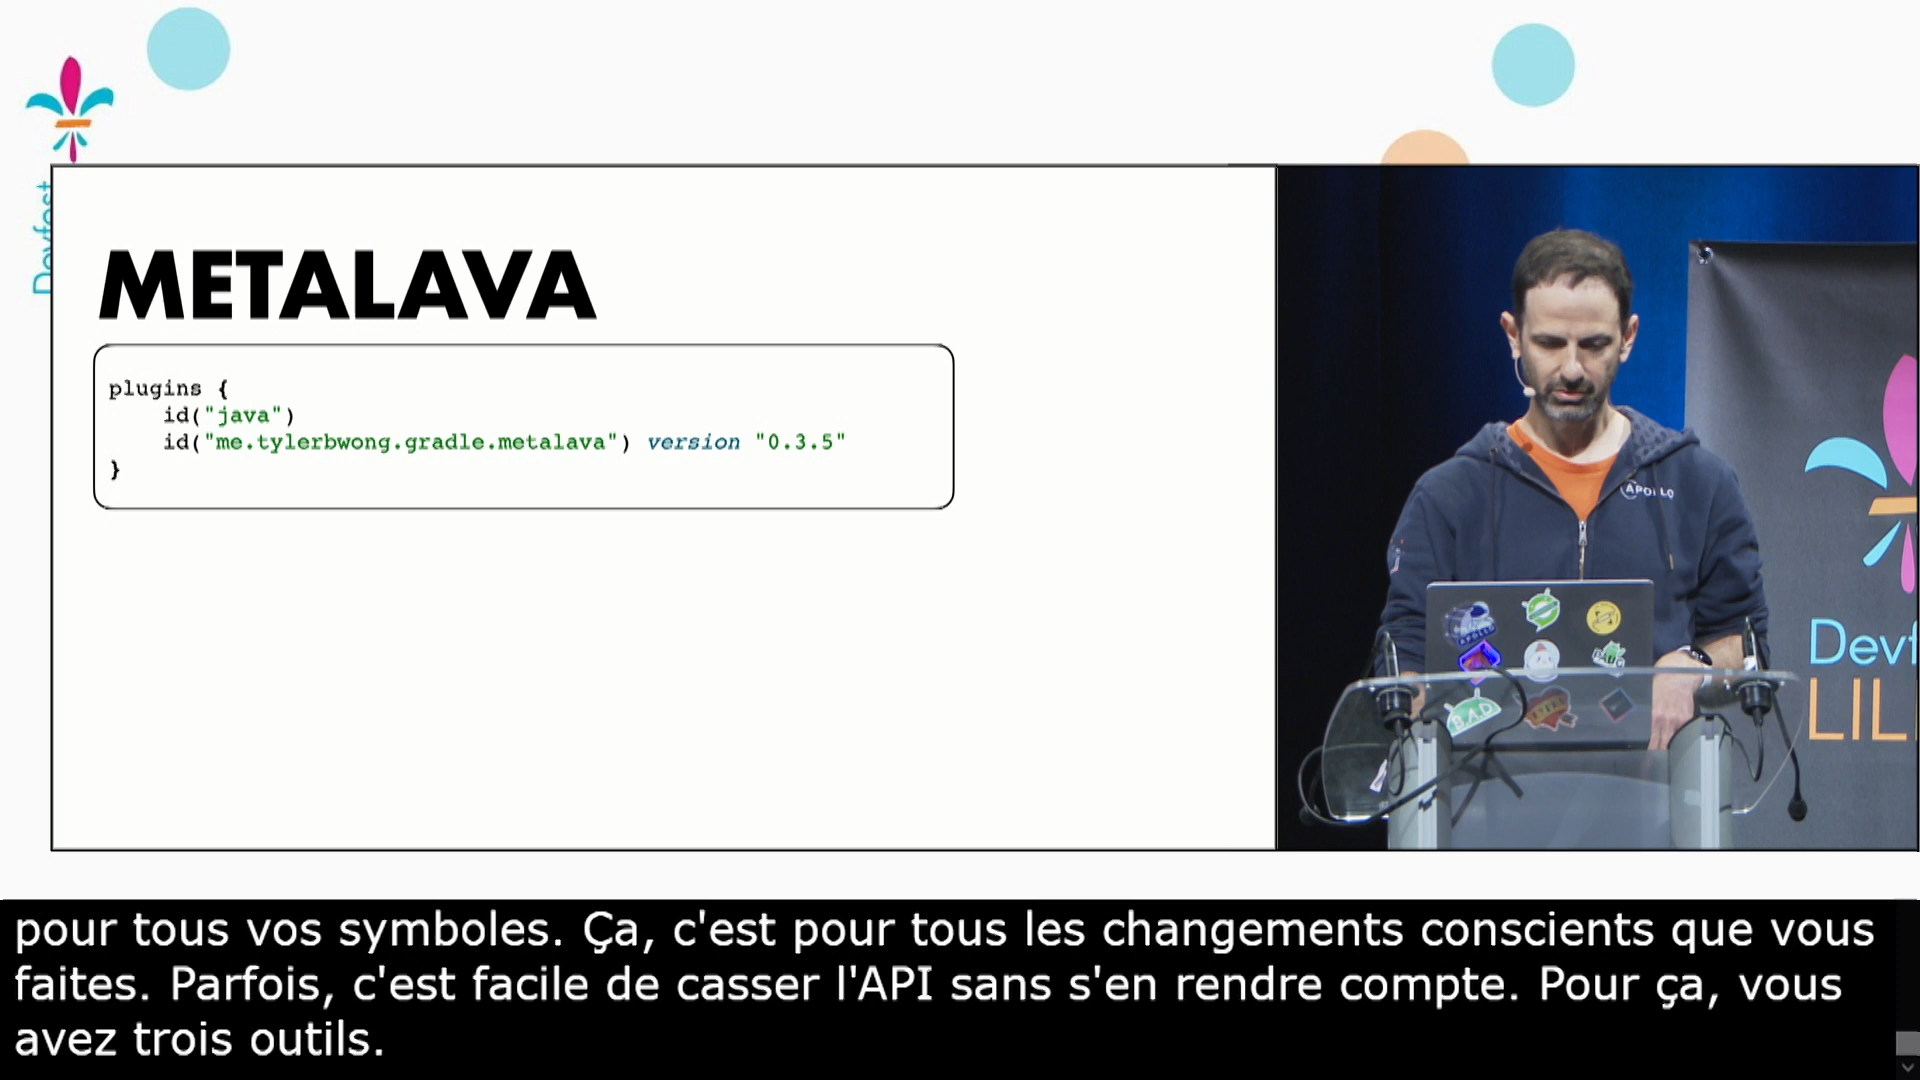 Devfest
METALAVA
plugins {
    id("java")
    id("me.tylerbwong.gradle.metalava") version "0.3.5"
}
APOLLO
APOLLO
B.A.D
Devf
LIL
pour tous vos symboles. Ça, c'est pour tous les changements conscients que vous
faites. Parfois, c'est facile de casser l'API sans s'en rendre compte. Pour ça, vous
avez trois outils.